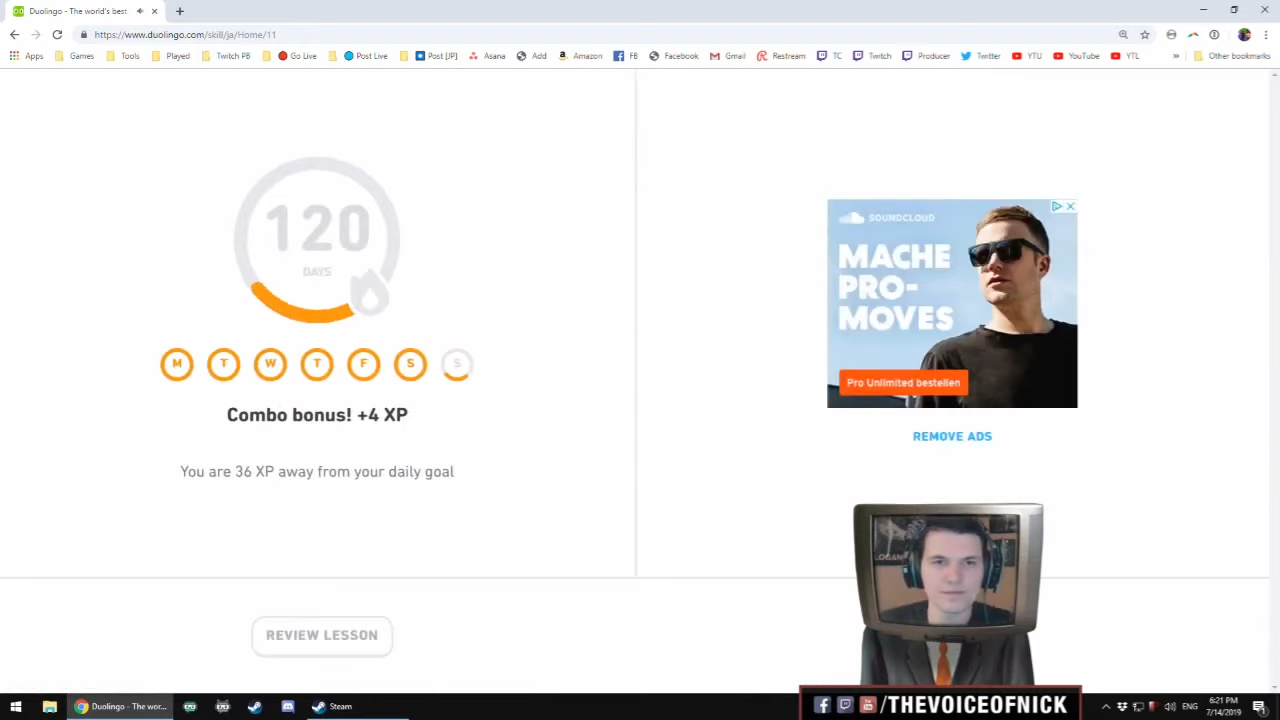 Duolingo - The world's best
https://www.duolingo.com/skill/ja/Home/11
Apps Games Tools Played Twitch PB Go Live Post Live Post [JP] Asana Add Amazon FB Facebook Gmail Restream TC Twitch Producer Twitter YTU YouTube YTL » Other bookmarks
120
DAYS
M T W T F S S
Combo bonus! +4 XP
You are 36 XP away from your daily goal
SOUNDCLOUD
MACHE
PRO-
MOVES
Pro Unlimited bestellen
REMOVE ADS
REVIEW LESSON
/THEVOICEOFNICK
Duolingo - The wor...
Steam
ENG
6:21 PM
7/14/2019